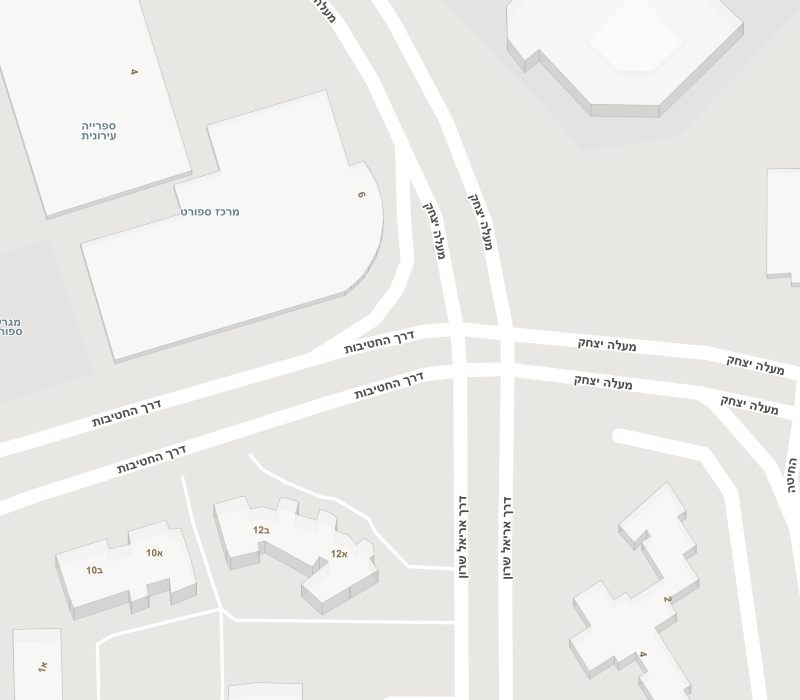 מעלה
4
ספרייה
עירונית
6
מרכז ספורט
מעלה יצחק
מעלה יצחק
דרך החטיבות
מעלה יצחק
מעלה יצחק
דרך החטיבות
מעלה יצחק
מעלה יצחק
דרך החטיבות
דרך החטיבות
החיטה
דרך אריאל שרון
דרך אריאל שרון
12ב
12א
10א
10ב
2
4
1א